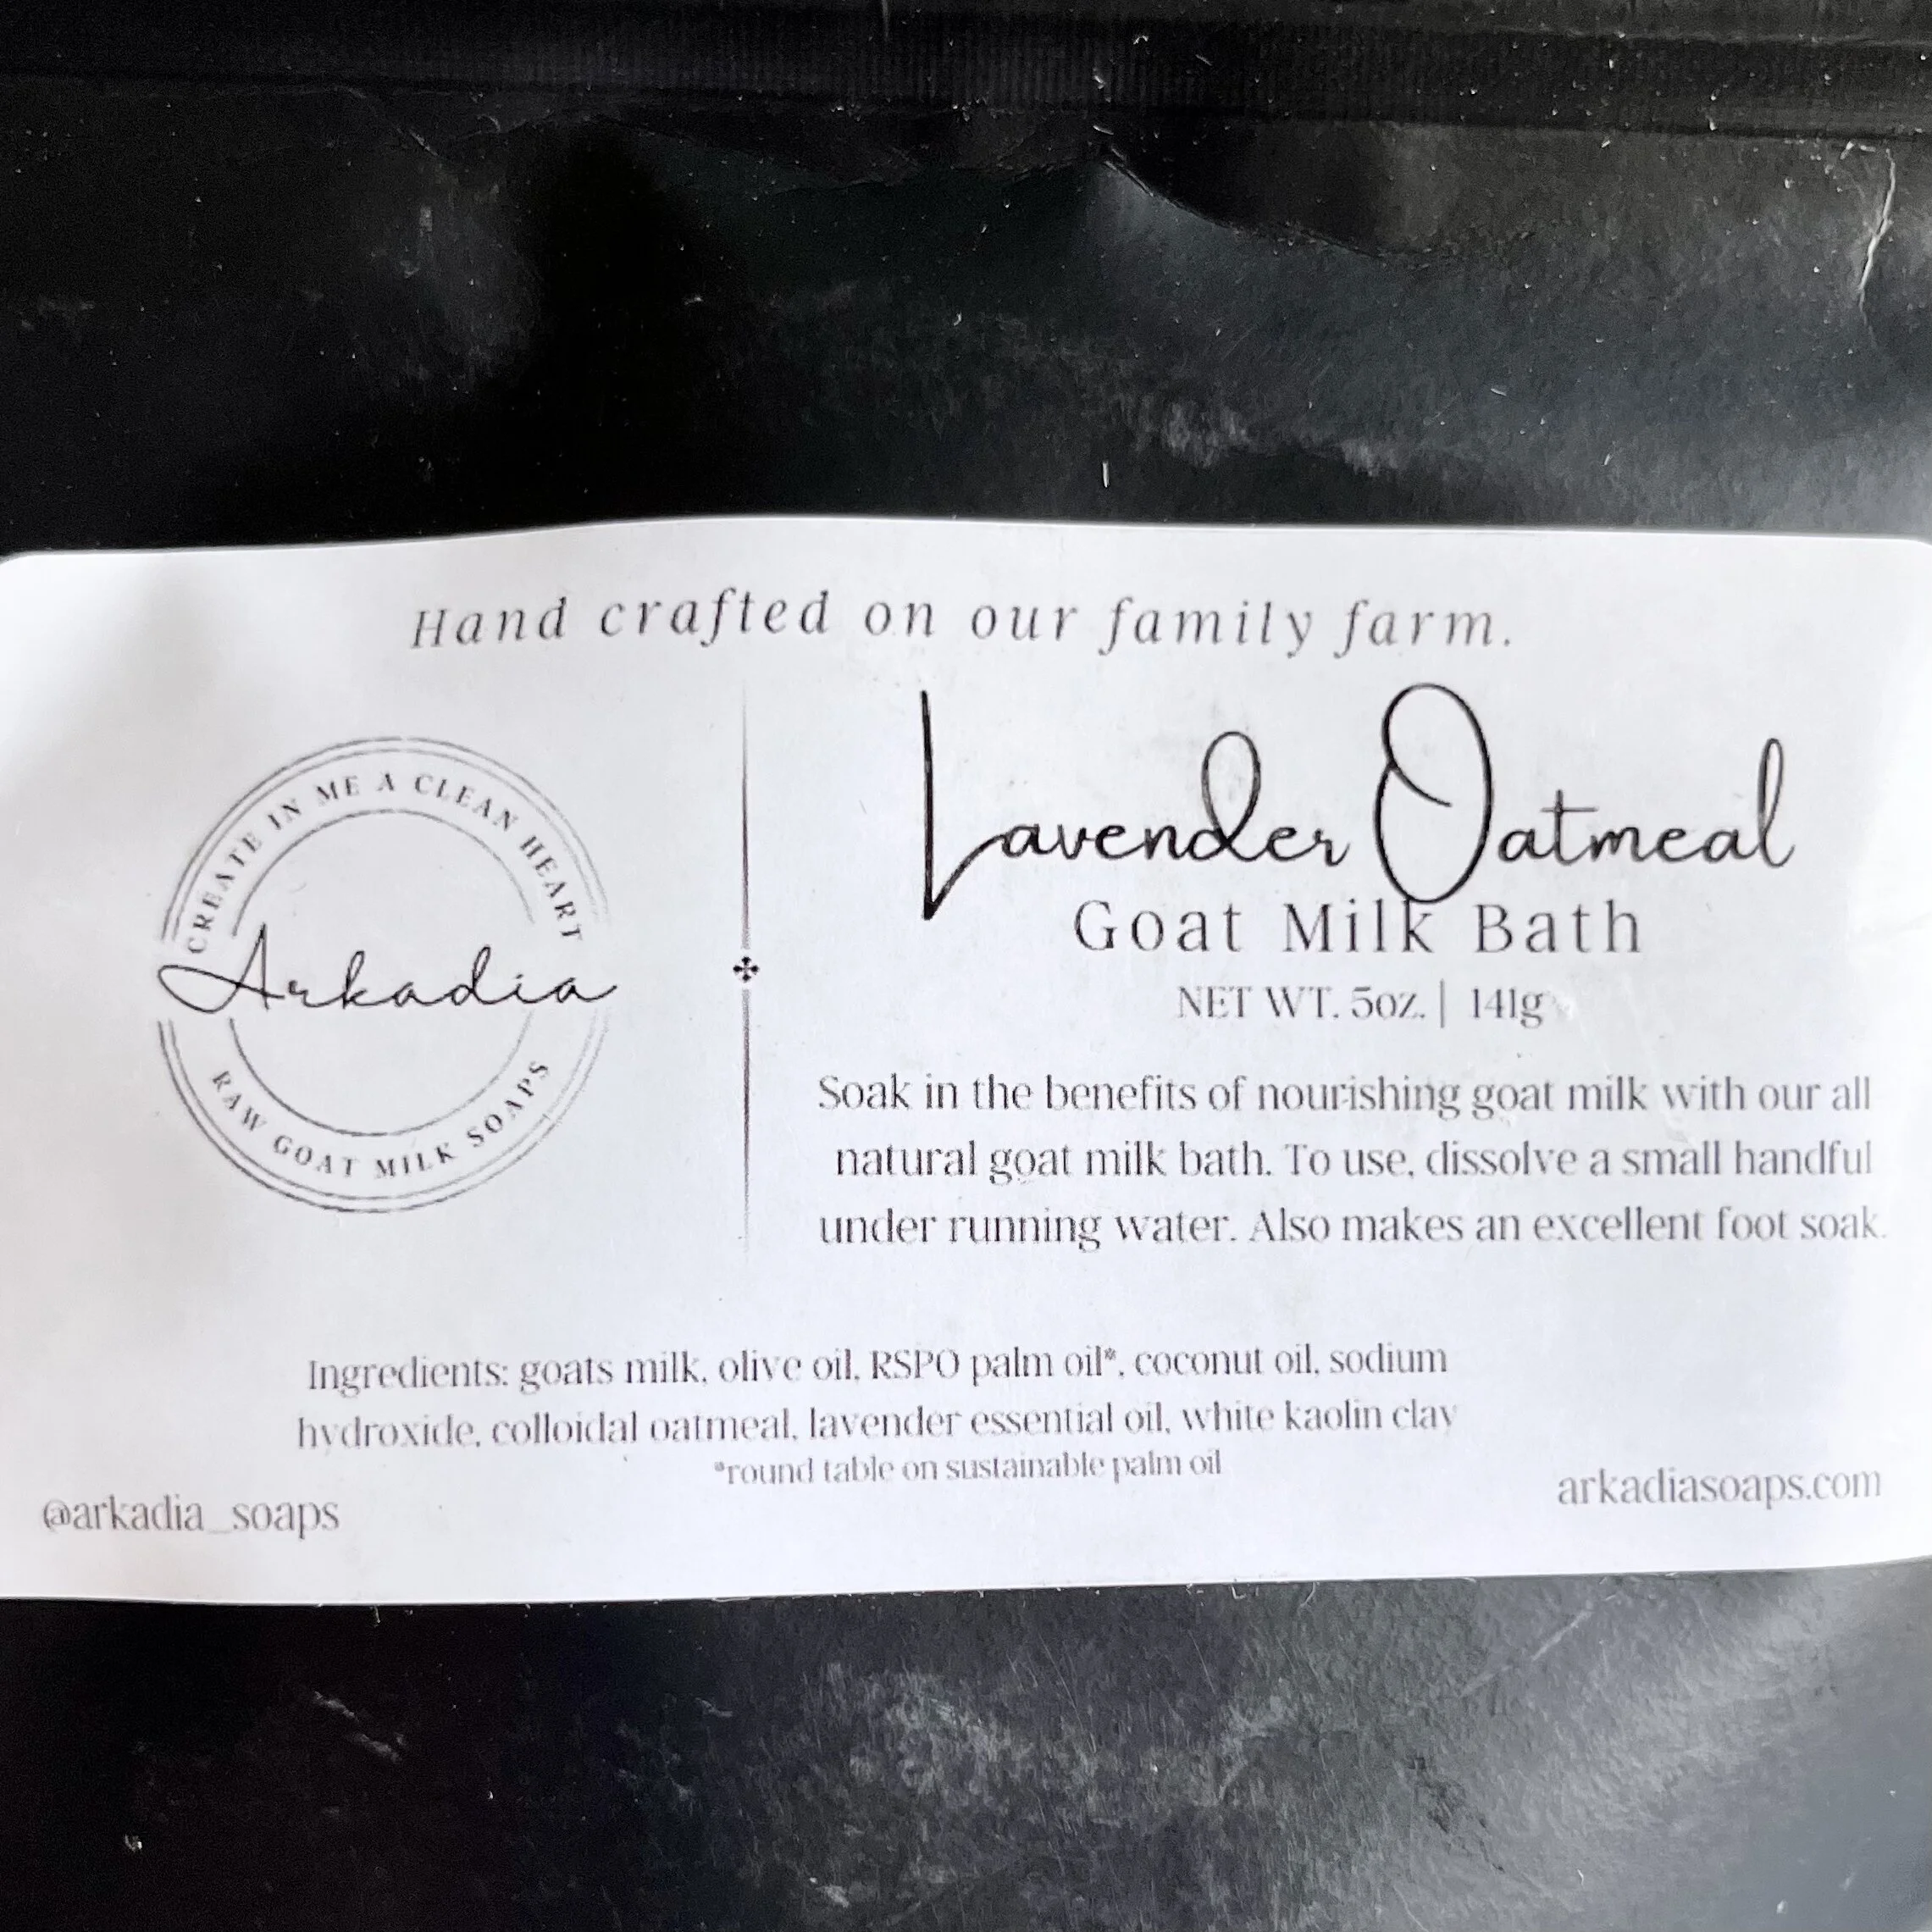 Hand crafted on our family farm.
CREATE IN ME A CLEAN HEART
Arkadia
RAW GOAT MILK SOAPS
Lavender Oatmeal
Goat Milk Bath
NET WT. 5oz. | 141g
Soak in the benefits of nourishing goat milk with our all
natural goat milk bath. To use, dissolve a small handful
under running water. Also makes an excellent foot soak.
Ingredients: goats milk, olive oil, RSPO palm oil*, coconut oil, sodium
hydroxide, colloidal oatmeal, lavender essential oil, white kaolin clay
*round table on sustainable palm oil
@arkadia_soaps
arkadiasoaps.com